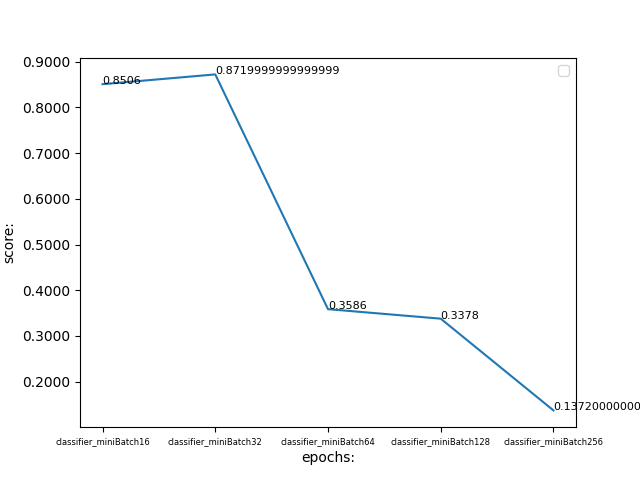 0.9000
0.8000
0.7000
0.6000
0.5000
0.4000
0.3000
0.2000
score:
0.8506
0.8719999999999999
0.3586
0.3378
0.13720000000
classifier_miniBatch16
classifier_miniBatch32
classifier_miniBatch64
classifier_miniBatch128
classifier_miniBatch256
epochs: